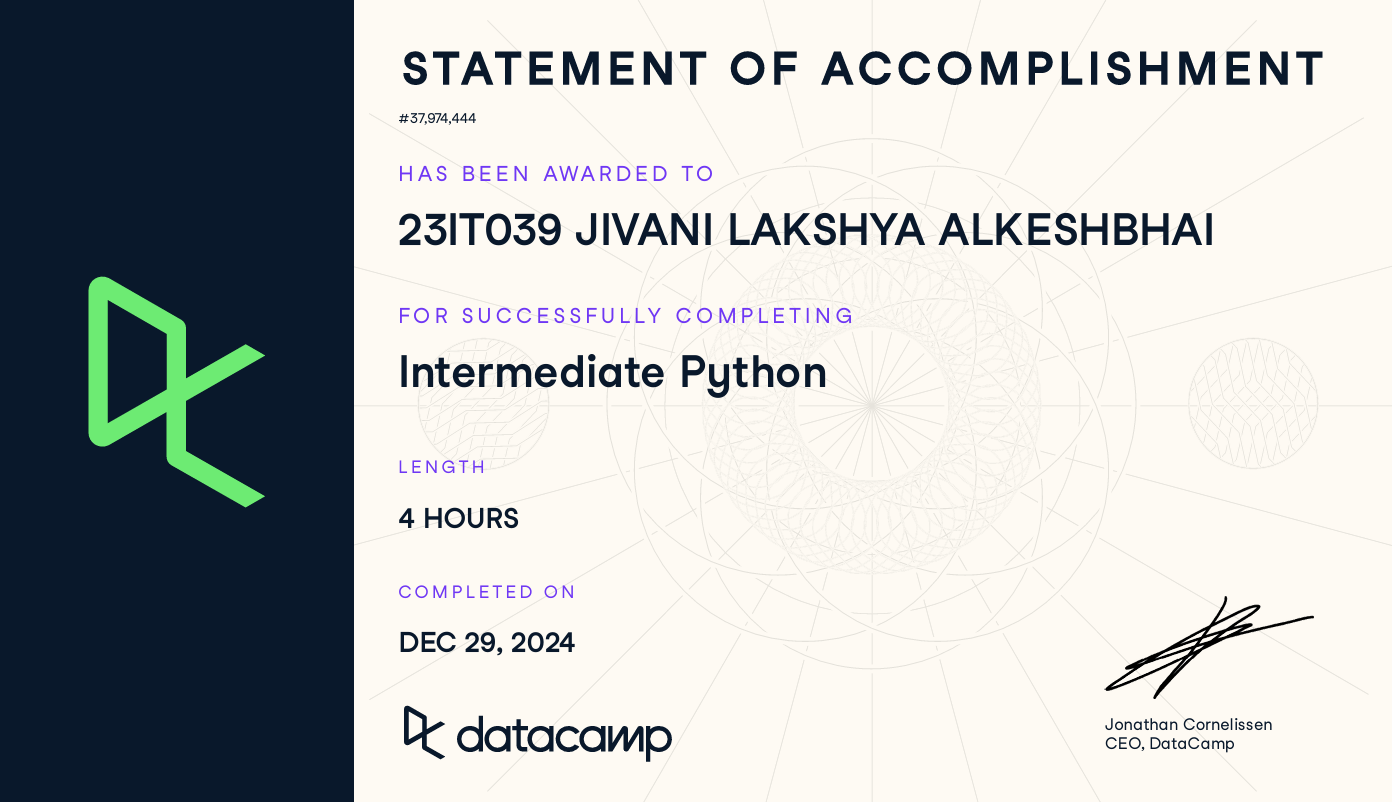 STATEMENT OF ACCOMPLISHMENT
#37,974,444
HAS BEEN AWARDED TO
23IT039 JIVANI LAKSHYA ALKESHBHAI
FOR SUCCESSFULLY COMPLETING
Intermediate Python
LENGTH
4 HOURS
COMPLETED ON
DEC 29, 2024
datacamp
Jonathan Cornelissen
CEO, DataCamp